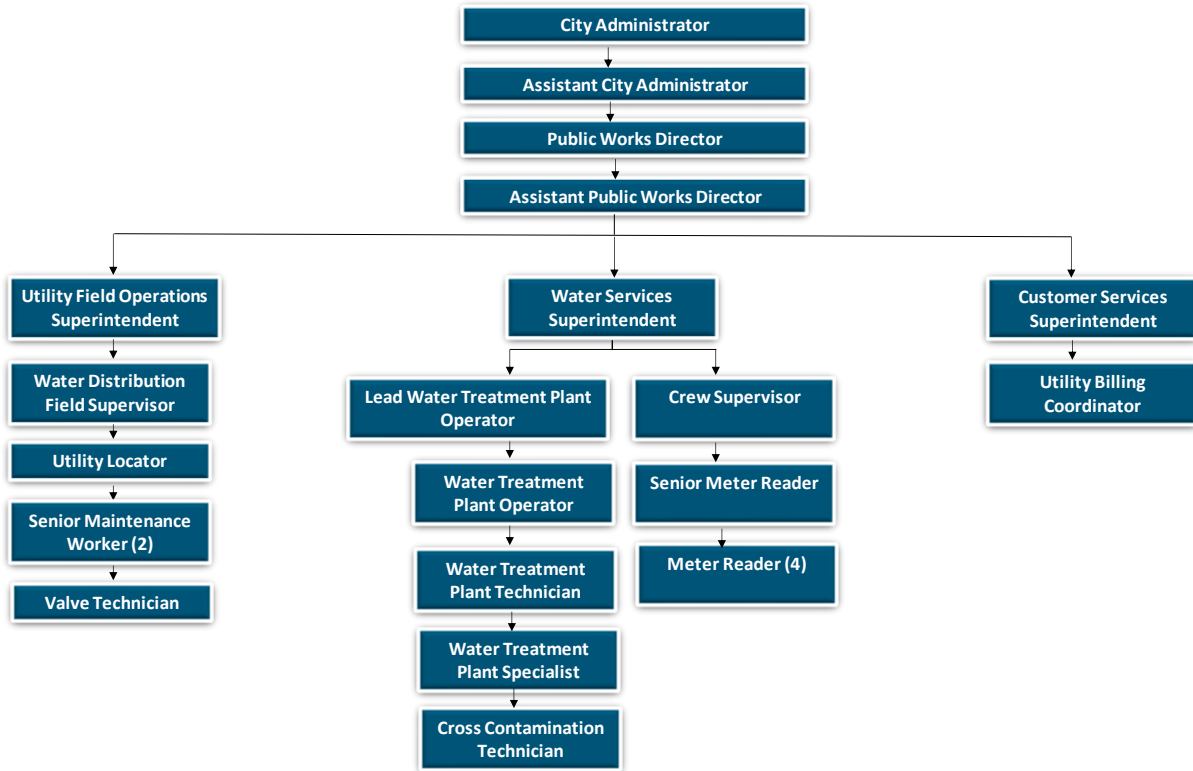 City Administrator
Assistant City Administrator
Public Works Director
Assistant Public Works Director
Utility Field Operations
Superintendent
Water Distribution
Field Supervisor
Utility Locator
Senior Maintenance
Worker (2)
Valve Technician
Water Services
Superintendent
Lead Water Treatment Plant
Operator
Water Treatment
Plant Operator
Water Treatment
Plant Technician
Water Treatment
Plant Specialist
Cross Contamination
Technician
Crew Supervisor
Senior Meter Reader
Meter Reader (4)
Customer Services
Superintendent
Utility Billing
Coordinator